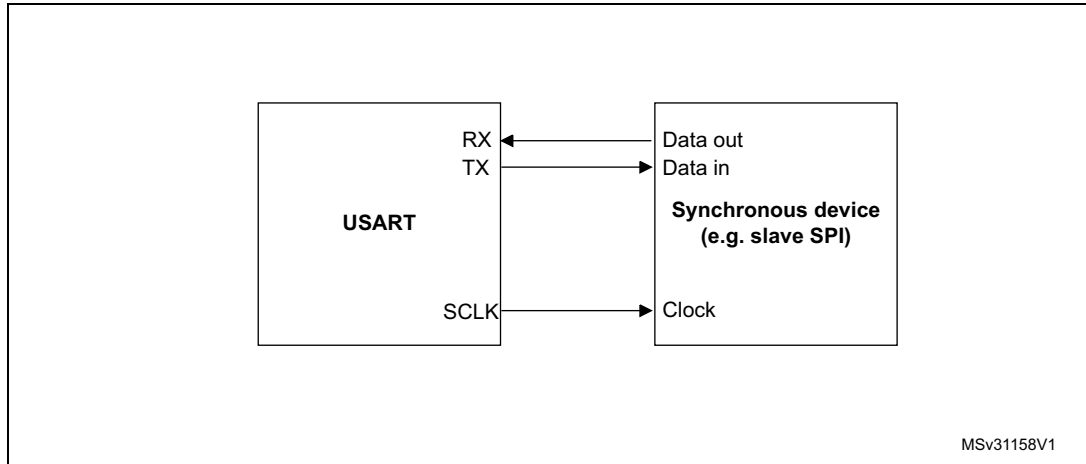 RX
Data out
TX
Data in
USART
Synchronous device
(e.g. slave SPI)
SCLK
Clock
MSv31158V1